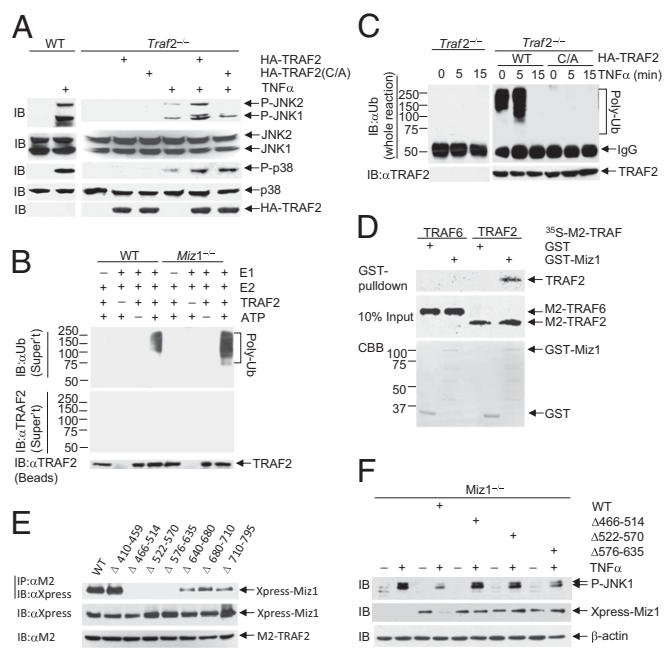 A
WT
Traf2−/−
+ + HA-TRAF2
+ + HA-TRAF2(C/A)
+ + + + TNFα
IB
P-JNK2
P-JNK1
IB
JNK2
JNK1
IB
P-p38
IB
p38
IB
HA-TRAF2
B
WT
Miz1−/−
− + + + − + + + E1
+ + + + + + + + E2
+ − + + + − + + TRAF2
+ + − + + + − + ATP
IB:αUb
(Super't)
250
150
100
75
50
Poly-Ub
IB:αTRAF2
(Super't)
250
150
100
75
50
IB:αTRAF2
(Beads)
TRAF2
C
Traf2−/−
Traf2−/−
WT C/A HA-TRAF2
0 5 15 0 5 15 0 5 15 TNFα (min)
IB:αUb
(whole reaction)
250
150
100
75
50
Poly-Ub
IgG
IB:αTRAF2
TRAF2
D
TRAF6 TRAF2 35S-M2-TRAF
+ + GST
+ + GST-Miz1
GST-
pulldown
TRAF2
10% Input
M2-TRAF6
M2-TRAF2
CBB
100
75
50
37
GST-Miz1
GST
E
WT
Δ 410-459
Δ 466-514
Δ 522-570
Δ 576-635
Δ 640-680
Δ 680-710
Δ 710-795
IP:αM2
IB:αXpress
Xpress-Miz1
IB:αXpress
Xpress-Miz1
IB:αM2
M2-TRAF2
F
Miz1−/−
+ + WT
+ Δ466-514
+ Δ522-570
+ Δ576-635
− + − + − + − + − + TNFα
IB
P-JNK1
IB
Xpress-Miz1
IB
β-actin